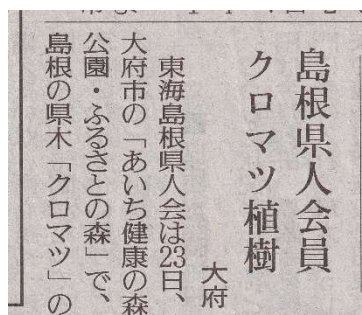 島根県人会員
クロマツ植樹
大府
東海島根県人会は23日、
大府市の「あいち健康の森
公園・ふるさとの森」で、
島根の県木「クロマツ」の